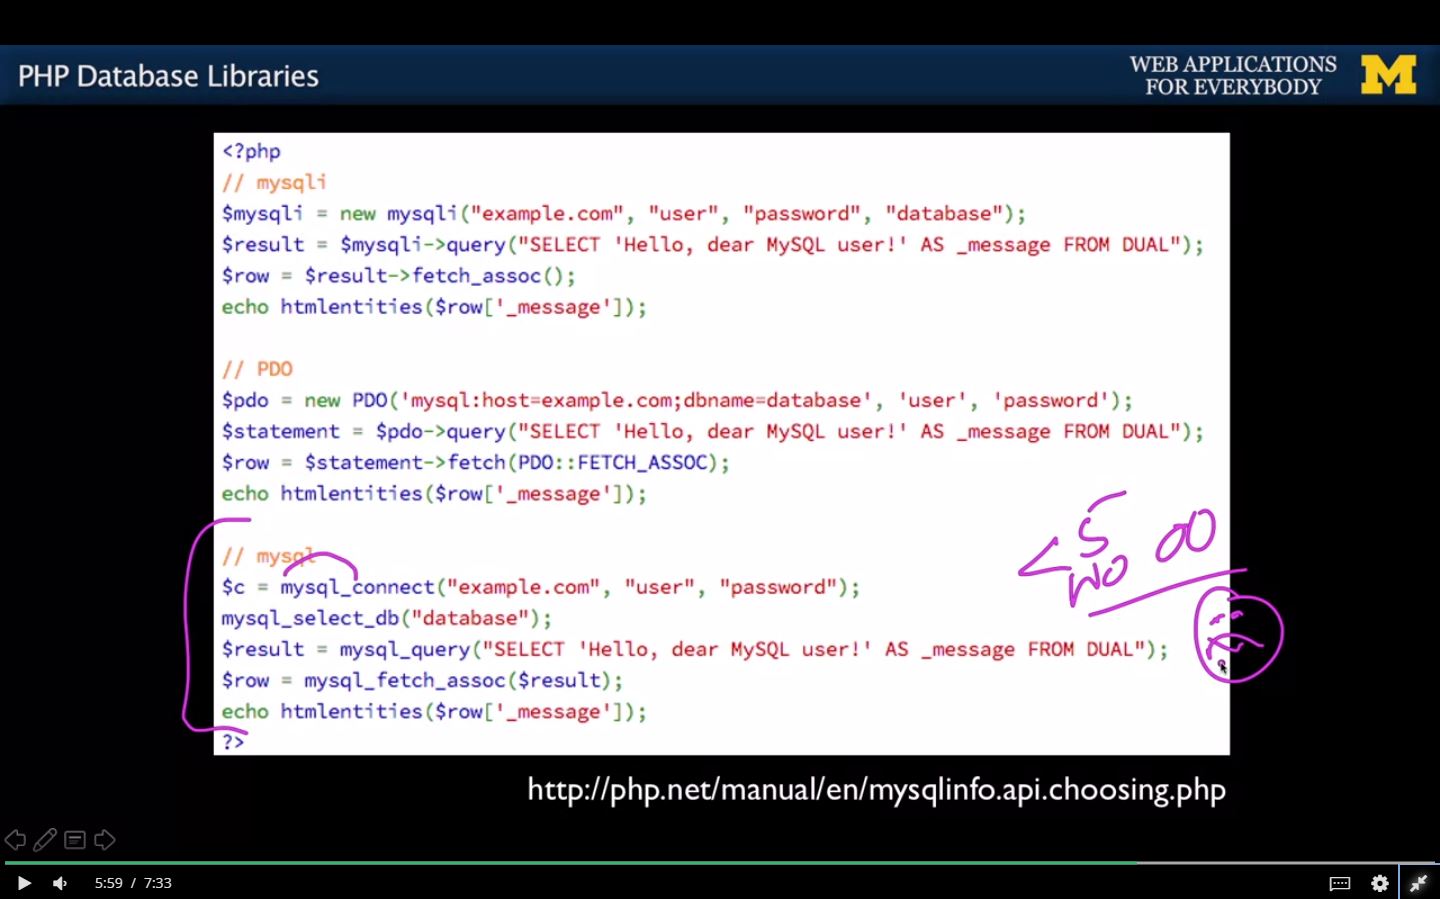 PHP Database Libraries
WEB APPLICATIONS
FOR EVERYBODY
M
<?php
// mysqli
$mysqli = new mysqli("example.com", "user", "password", "database");
$result = $mysqli->query("SELECT 'Hello, dear MySQL user!' AS _message FROM DUAL");
$row = $result->fetch_assoc();
echo htmlentities($row['_message']);
// PDO
$pdo = new PDO('mysql:host=example.com;dbname=database', 'user', 'password');
$statement = $pdo->query("SELECT 'Hello, dear MySQL user!' AS _message FROM DUAL");
$row = $statement->fetch(PDO::FETCH_ASSOC);
echo htmlentities($row['_message']);
< 5
NO OO
// mysql
$c = mysql_connect("example.com", "user", "password");
mysql_select_db("database");
$result = mysql_query("SELECT 'Hello, dear MySQL user!' AS _message FROM DUAL");
$row = mysql_fetch_assoc($result);
echo htmlentities($row['_message']);
?>
http://php.net/manual/en/mysqlinfo.api.choosing.php
5:59 / 7:33